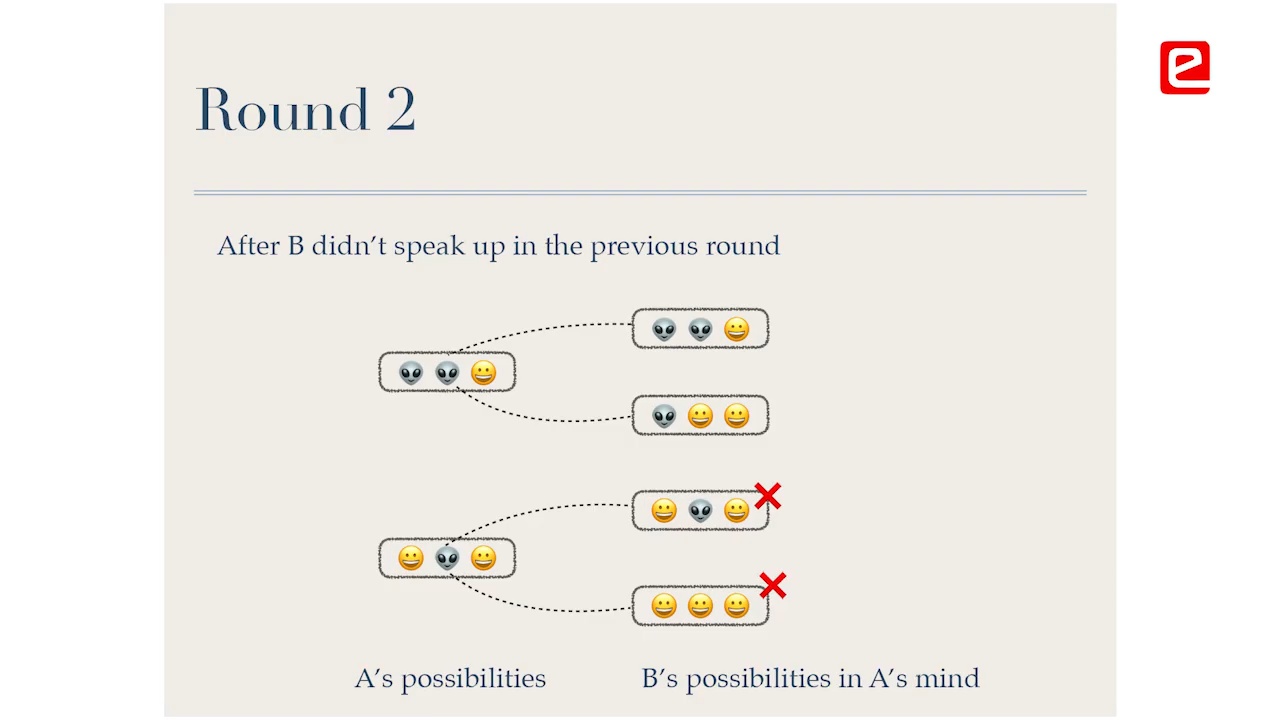 Round 2
After B didn't speak up in the previous round
A's possibilities
B's possibilities in A's mind